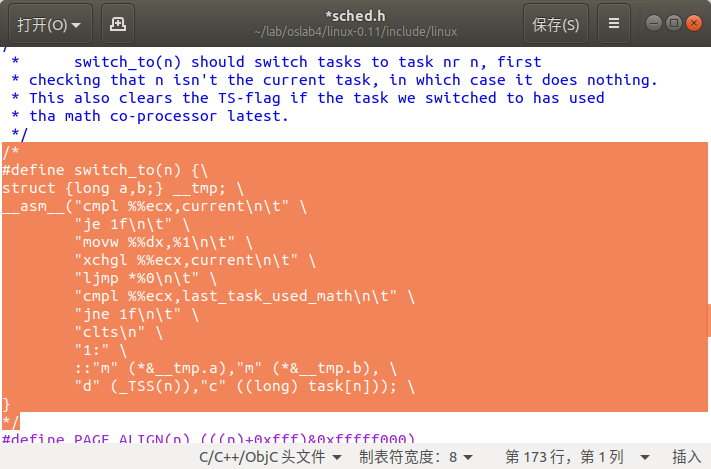 打开(O)
*sched.h
~/lab/oslab4/linux-0.11/include/linux
保存(S)
/
 *      switch_to(n) should switch tasks to task nr n, first
 * checking that n isn't the current task, in which case it does nothing.
 * This also clears the TS-flag if the task we switched to has used
 * tha math co-processor latest.
 */
/*
#define switch_to(n) {\
struct {long a,b;} __tmp; \
__asm__("cmpl %%ecx,current\n\t" \
        "je 1f\n\t" \
        "movw %%dx,%1\n\t" \
        "xchgl %%ecx,current\n\t" \
        "ljmp *%0\n\t" \
        "cmpl %%ecx,last_task_used_math\n\t" \
        "jne 1f\n\t" \
        "clts\n" \
        "1:" \
        ::"m" (*&__tmp.a),"m" (*&__tmp.b), \
        "d" (_TSS(n)),"c" ((long) task[n])); \
}
*/
#define PAGE_ALIGN(n) (((n)+0xfff)&0xfffff000)
C/C++/ObjC 头文件 制表符宽度：8 第 173 行，第 1 列 插入